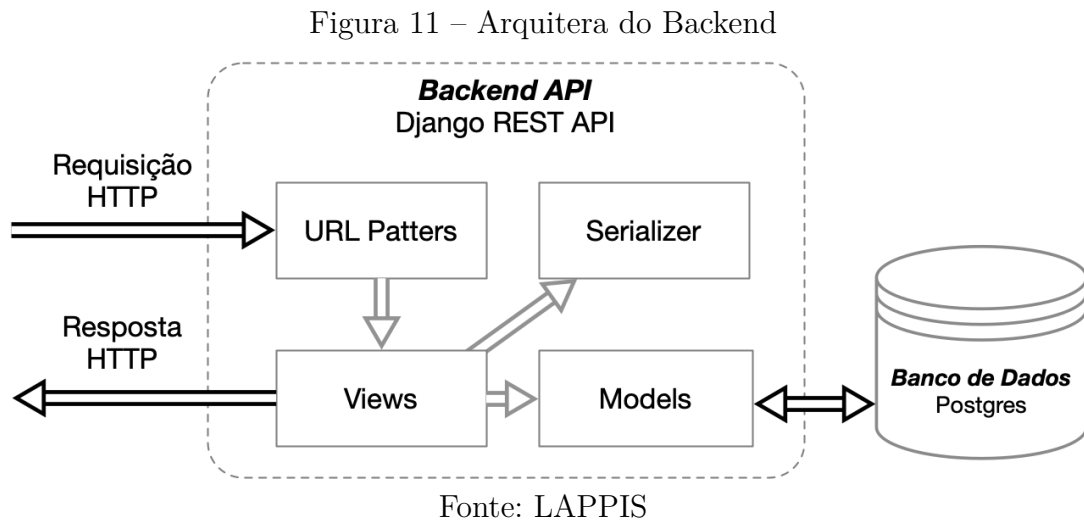 Figura 11 – Arquitera do Backend
Backend API
Django REST API
Requisição
HTTP
URL Patters
Serializer
Resposta
HTTP
Views
Models
Banco de Dados
Postgres
Fonte: LAPPIS